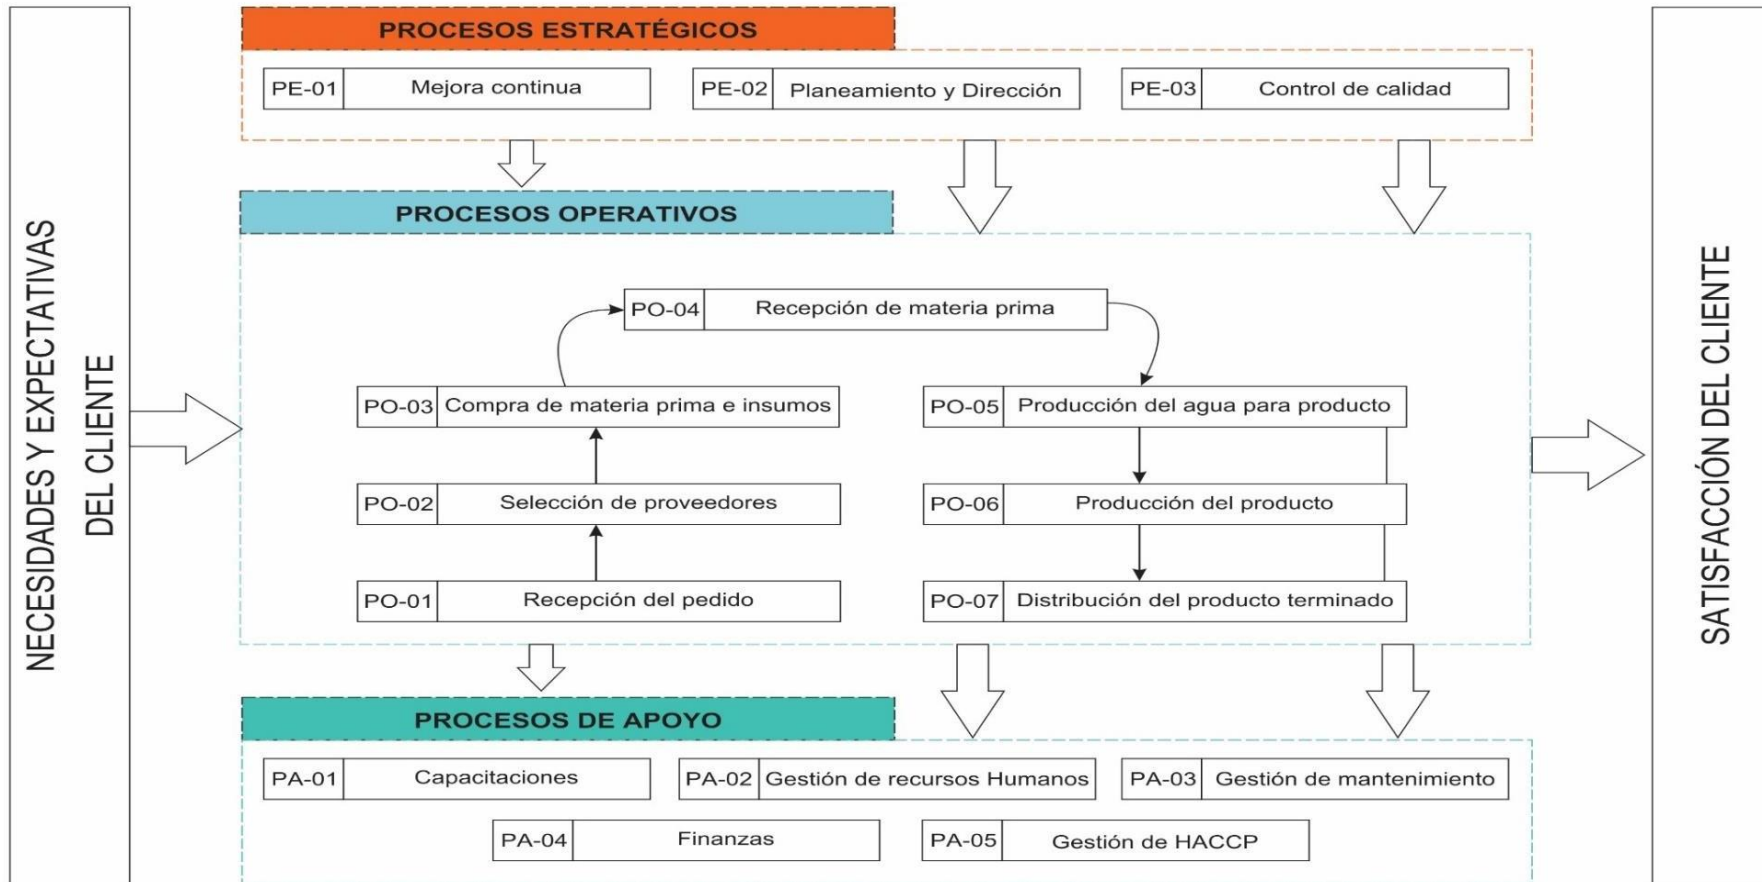 NECESIDADES Y EXPECTATIVAS
DEL CLIENTE
PROCESOS ESTRATÉGICOS
PE-01 Mejora continua
PE-02 Planeamiento y Dirección
PE-03 Control de calidad
PROCESOS OPERATIVOS
PO-04 Recepción de materia prima
PO-03 Compra de materia prima e insumos
PO-05 Producción del agua para producto
PO-02 Selección de proveedores
PO-06 Producción del producto
PO-01 Recepción del pedido
PO-07 Distribución del producto terminado
PROCESOS DE APOYO
PA-01 Capacitaciones
PA-02 Gestión de recursos Humanos
PA-03 Gestión de mantenimiento
PA-04 Finanzas
PA-05 Gestión de HACCP
SATISFACCIÓN DEL CLIENTE